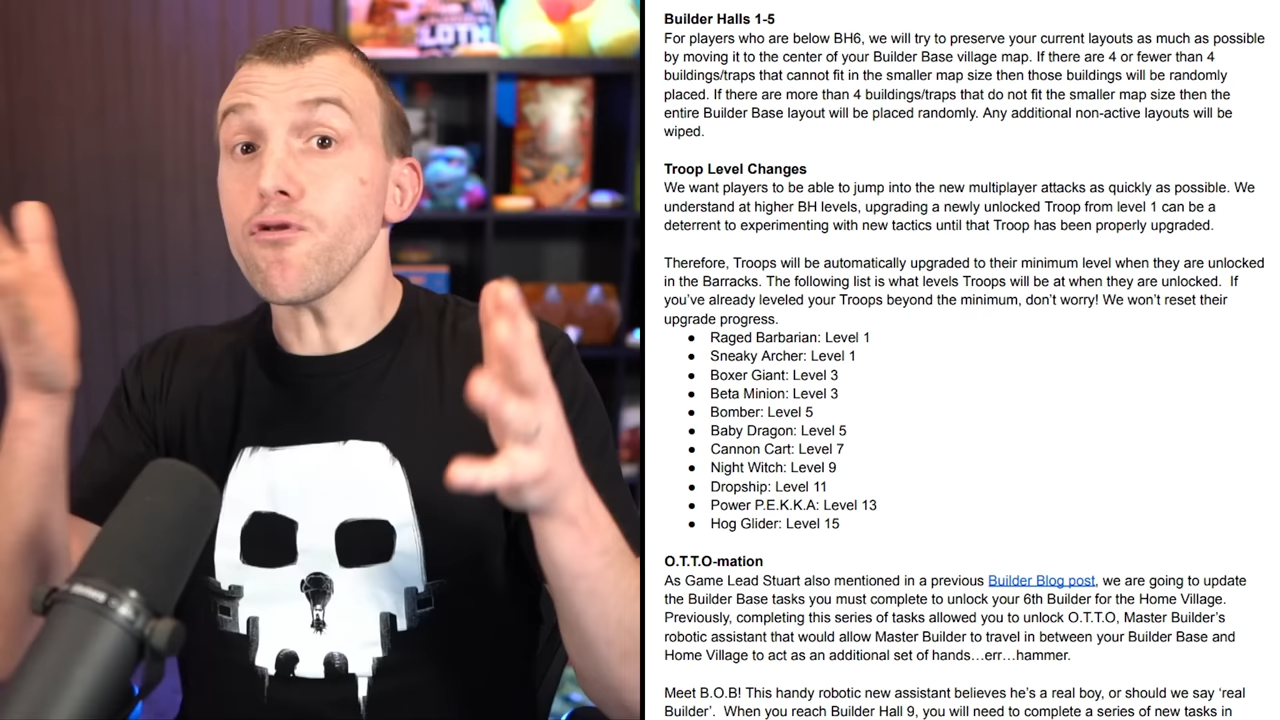 LOTH
Builder Halls 1-5
For players who are below BH6, we will try to preserve your current layouts as much as possible
by moving it to the center of your Builder Base village map. If there are 4 or fewer than 4
buildings/traps that cannot fit in the smaller map size then those buildings will be randomly
placed. If there are more than 4 buildings/traps that do not fit the smaller map size then the
entire Builder Base layout will be placed randomly. Any additional non-active layouts will be
wiped.
Troop Level Changes
We want players to be able to jump into the new multiplayer attacks as quickly as possible. We
understand at higher BH levels, upgrading a newly unlocked Troop from level 1 can be a
deterrent to experimenting with new tactics until that Troop has been properly upgraded.
Therefore, Troops will be automatically upgraded to their minimum level when they are unlocked
in the Barracks. The following list is what levels Troops will be at when they are unlocked.  If
you’ve already leveled your Troops beyond the minimum, don’t worry! We won’t reset their
upgrade progress.
● Raged Barbarian: Level 1
● Sneaky Archer: Level 1
● Boxer Giant: Level 3
● Beta Minion: Level 3
● Bomber: Level 5
● Baby Dragon: Level 5
● Cannon Cart: Level 7
● Night Witch: Level 9
● Dropship: Level 11
● Power P.E.K.K.A: Level 13
● Hog Glider: Level 15
O.T.T.O-mation
As Game Lead Stuart also mentioned in a previous Builder Blog post, we are going to update
the Builder Base tasks you must complete to unlock your 6th Builder for the Home Village.
Previously, completing this series of tasks allowed you to unlock O.T.T.O, Master Builder’s
robotic assistant that would allow Master Builder to travel in between your Builder Base and
Home Village to act as an additional set of hands…err…hammer.
Meet B.O.B! This handy robotic new assistant believes he’s a real boy, or should we say ‘real
Builder’.  When you reach Builder Hall 9, you will need to complete a series of new tasks in